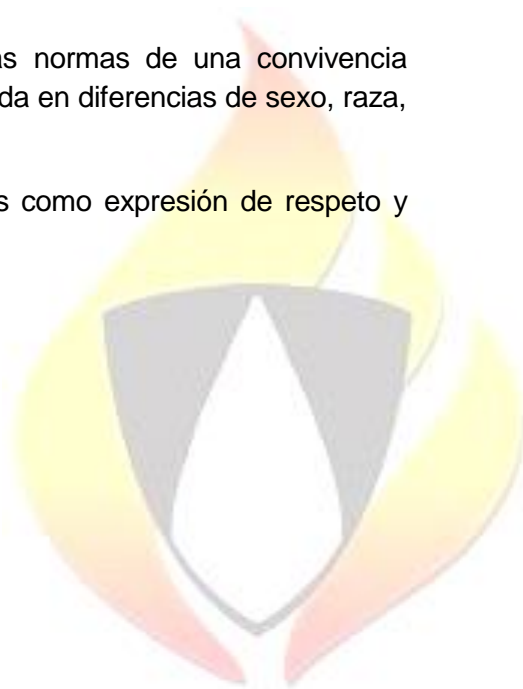 as normas de una convivencia
da en diferencias de sexo, raza,
s como expresión de respeto y